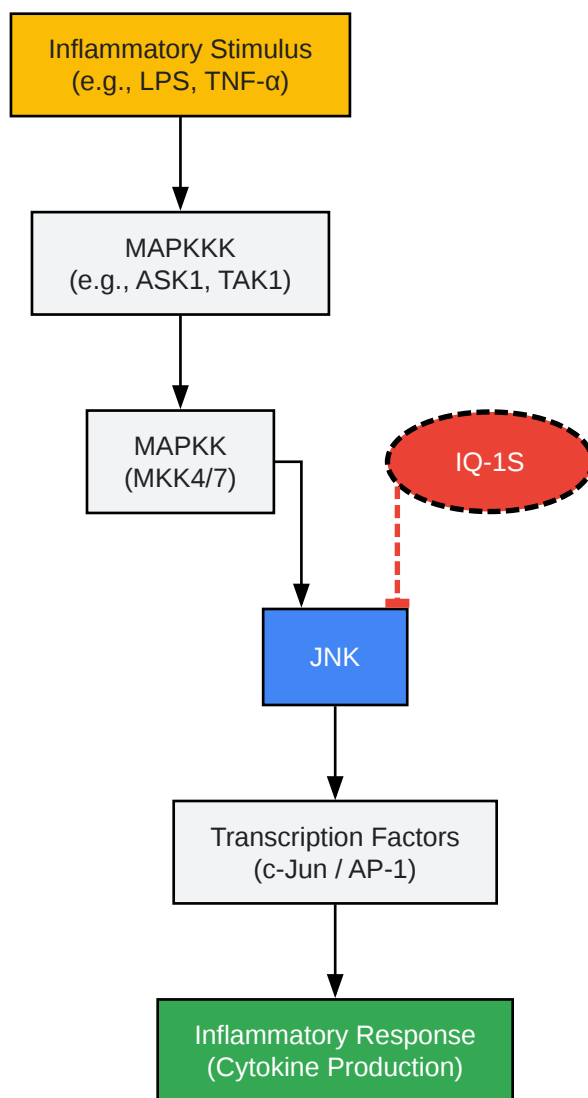 Inflammatory Stimulus
(e.g., LPS, TNF-α)
MAPKKK
(e.g., ASK1, TAK1)
MAPKK
(MKK4/7)
IQ-1S
JNK
Transcription Factors
(c-Jun / AP-1)
Inflammatory Response
(Cytokine Production)